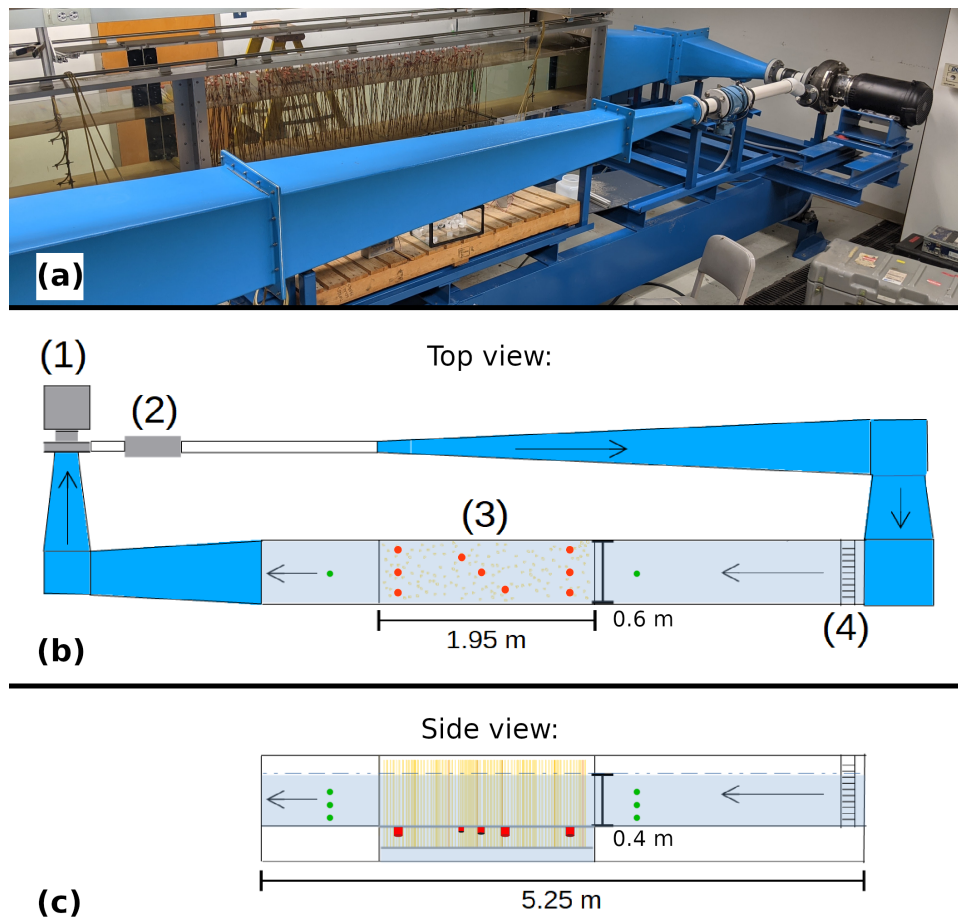 (a)
(1)
Top view:
(2)
(3)
0.6 m
1.95 m
(4)
(b)
Side view:
0.4 m
5.25 m
(c)